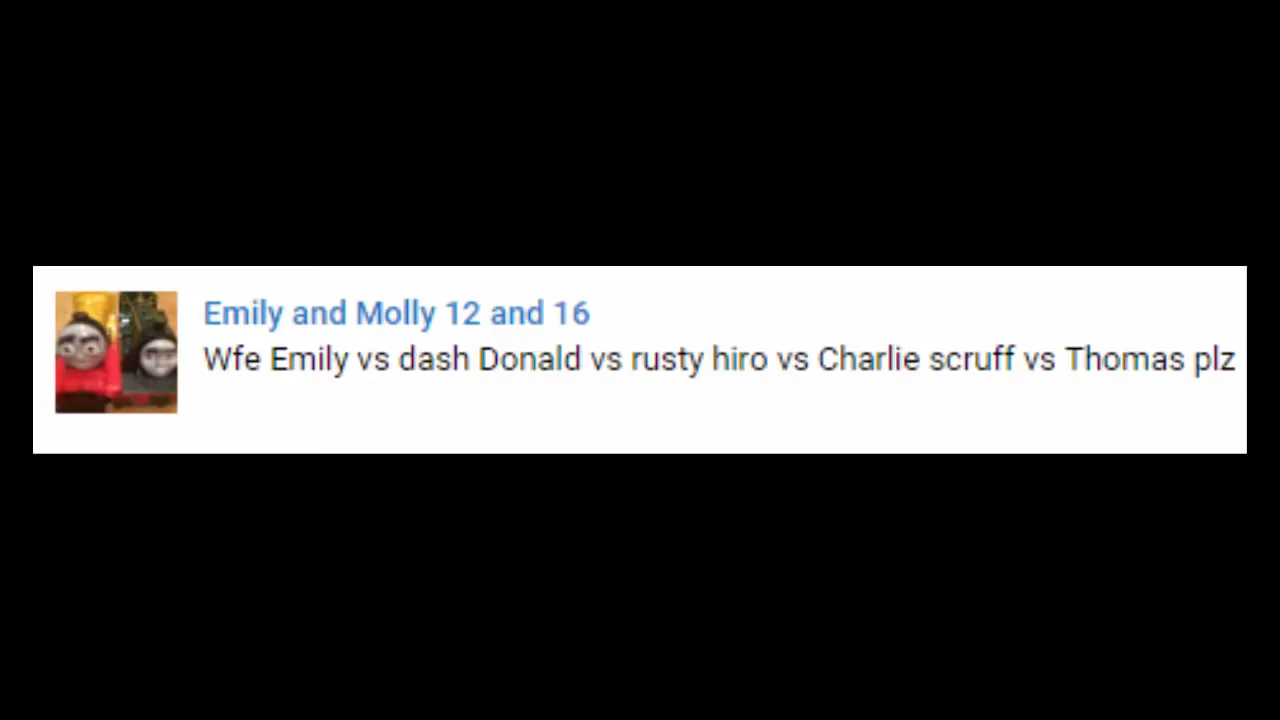 Emily and Molly 12 and 16
Wfe Emily vs dash Donald vs rusty hiro vs Charlie scruff vs Thomas plz